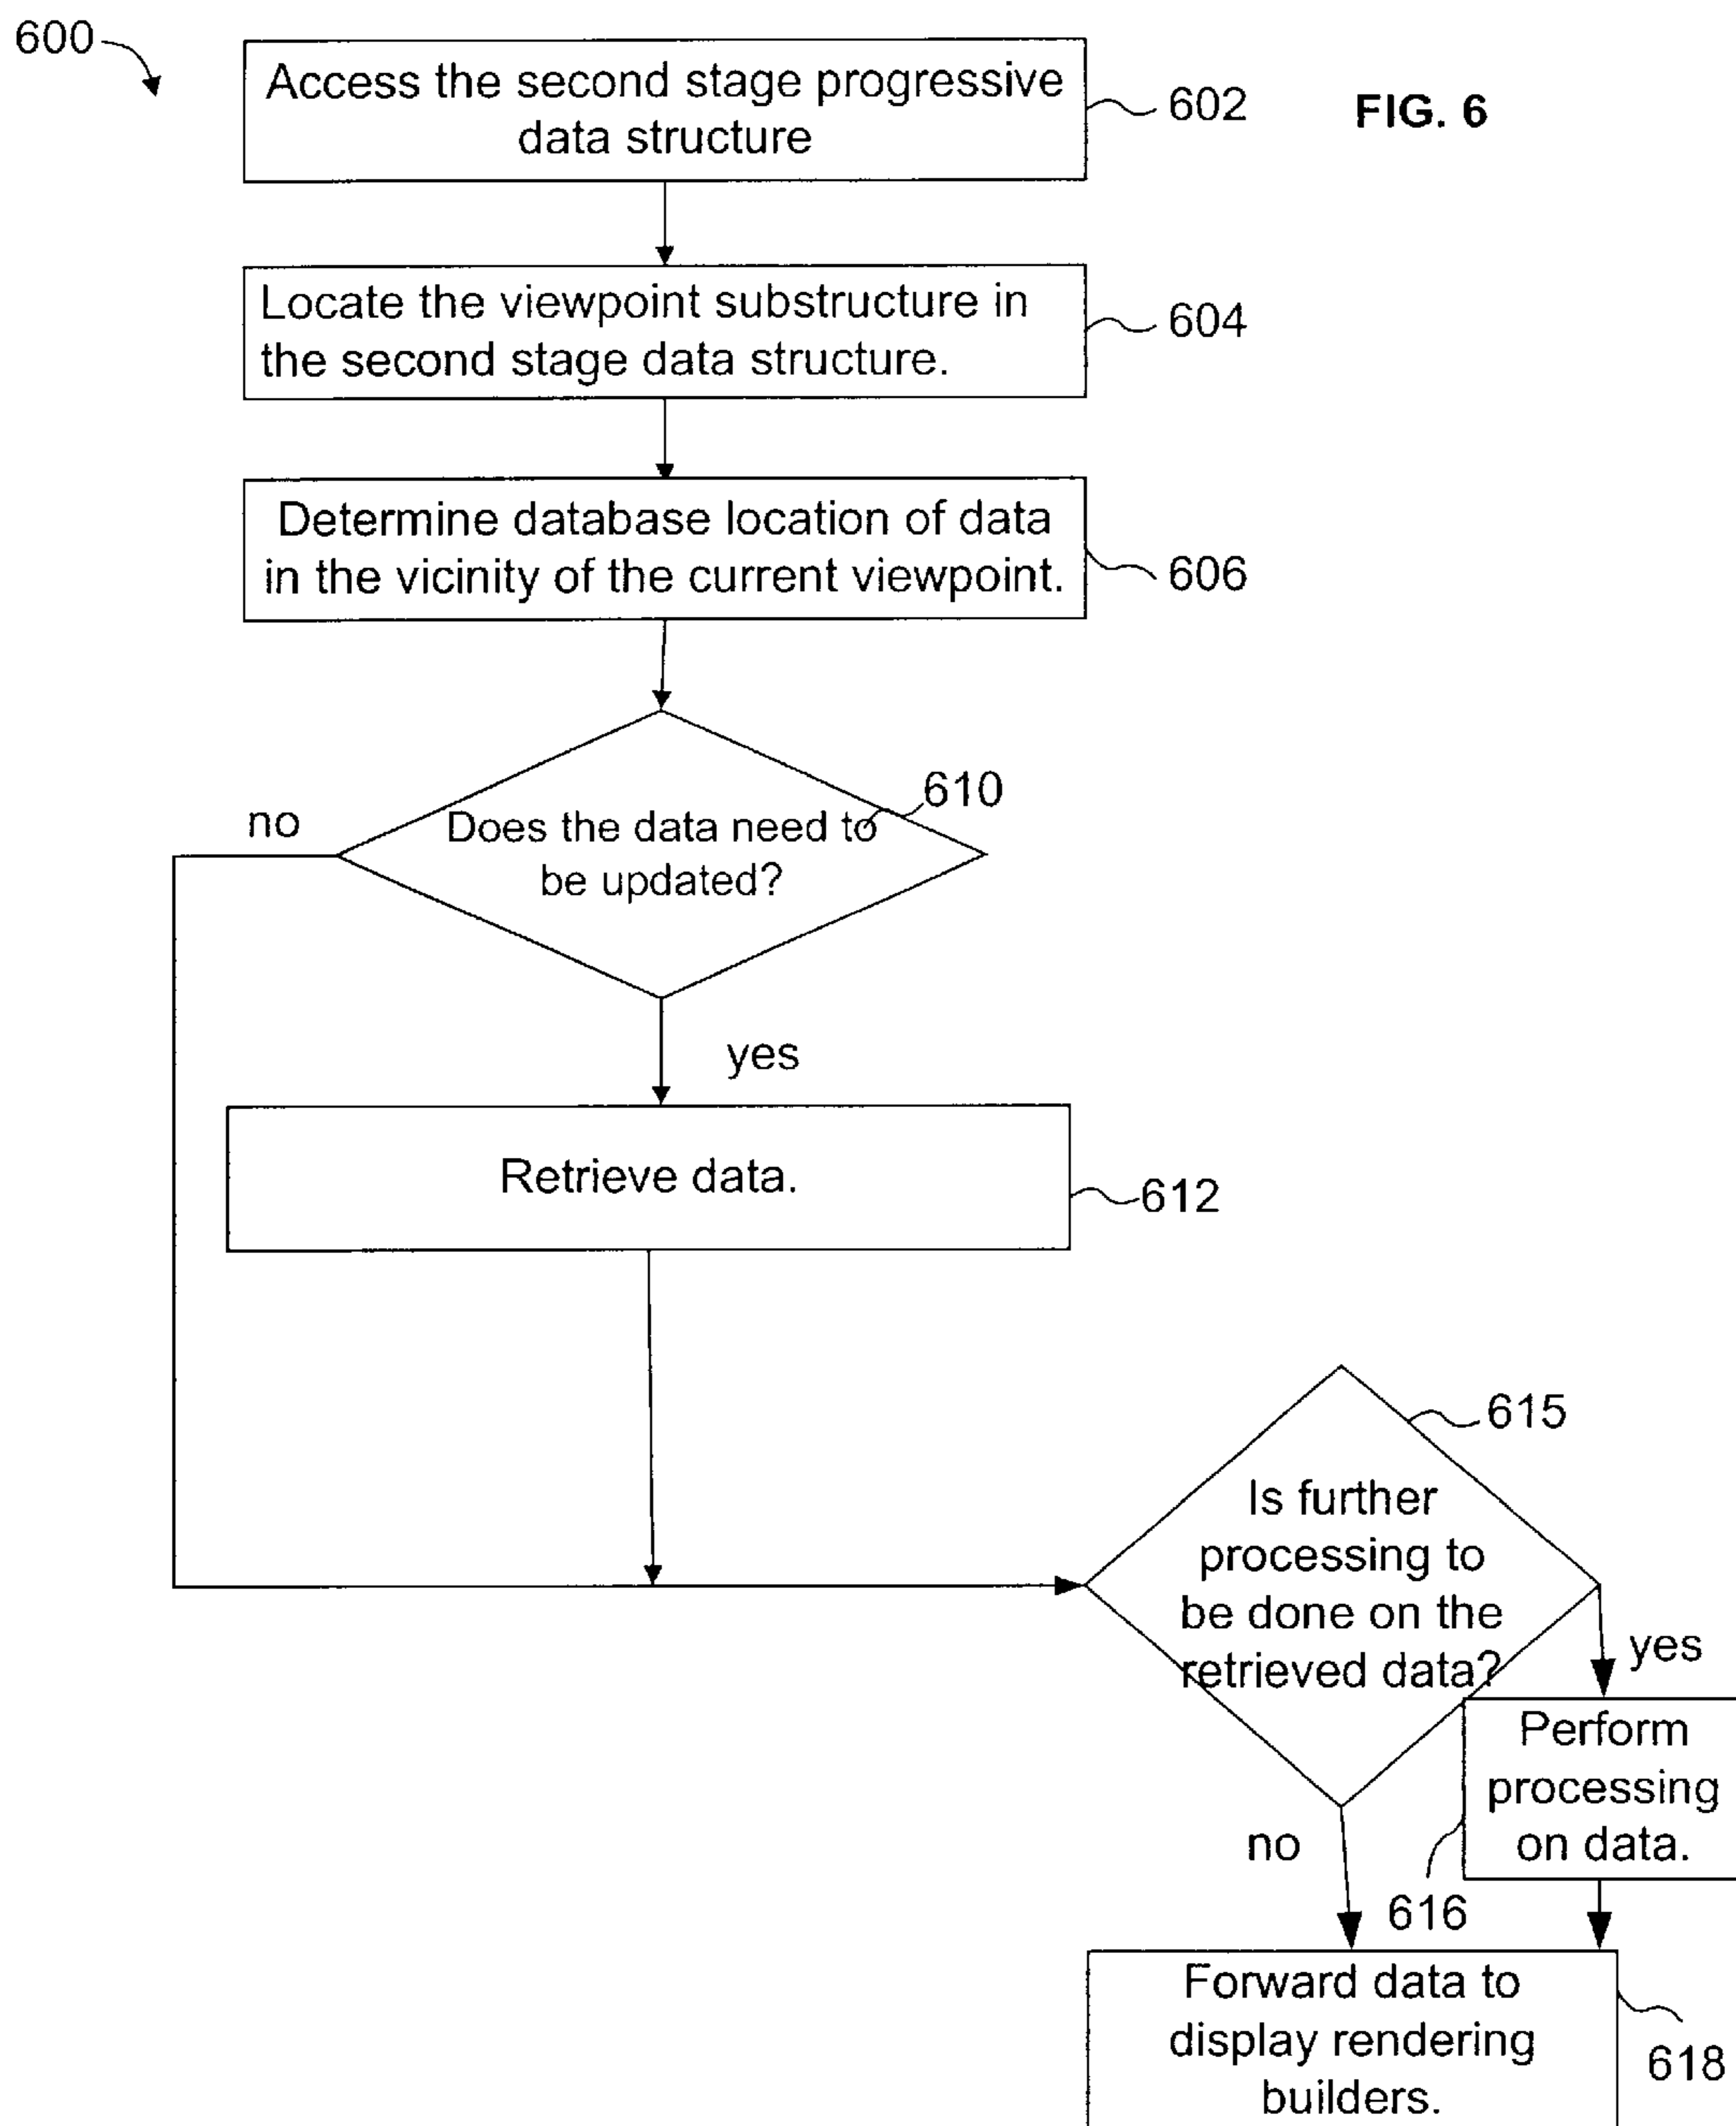 600
Access the second stage progressive
data structure
602
FIG. 6
Locate the viewpoint substructure in
the second stage data structure.
604
Determine database location of data
in the vicinity of the current viewpoint.
606
610
no
Does the data need to
be updated?
yes
Retrieve data.
612
615
Is further
processing to
be done on the
retrieved data?
yes
Perform
processing
on data.
no
616
Forward data to
display rendering
builders.
618